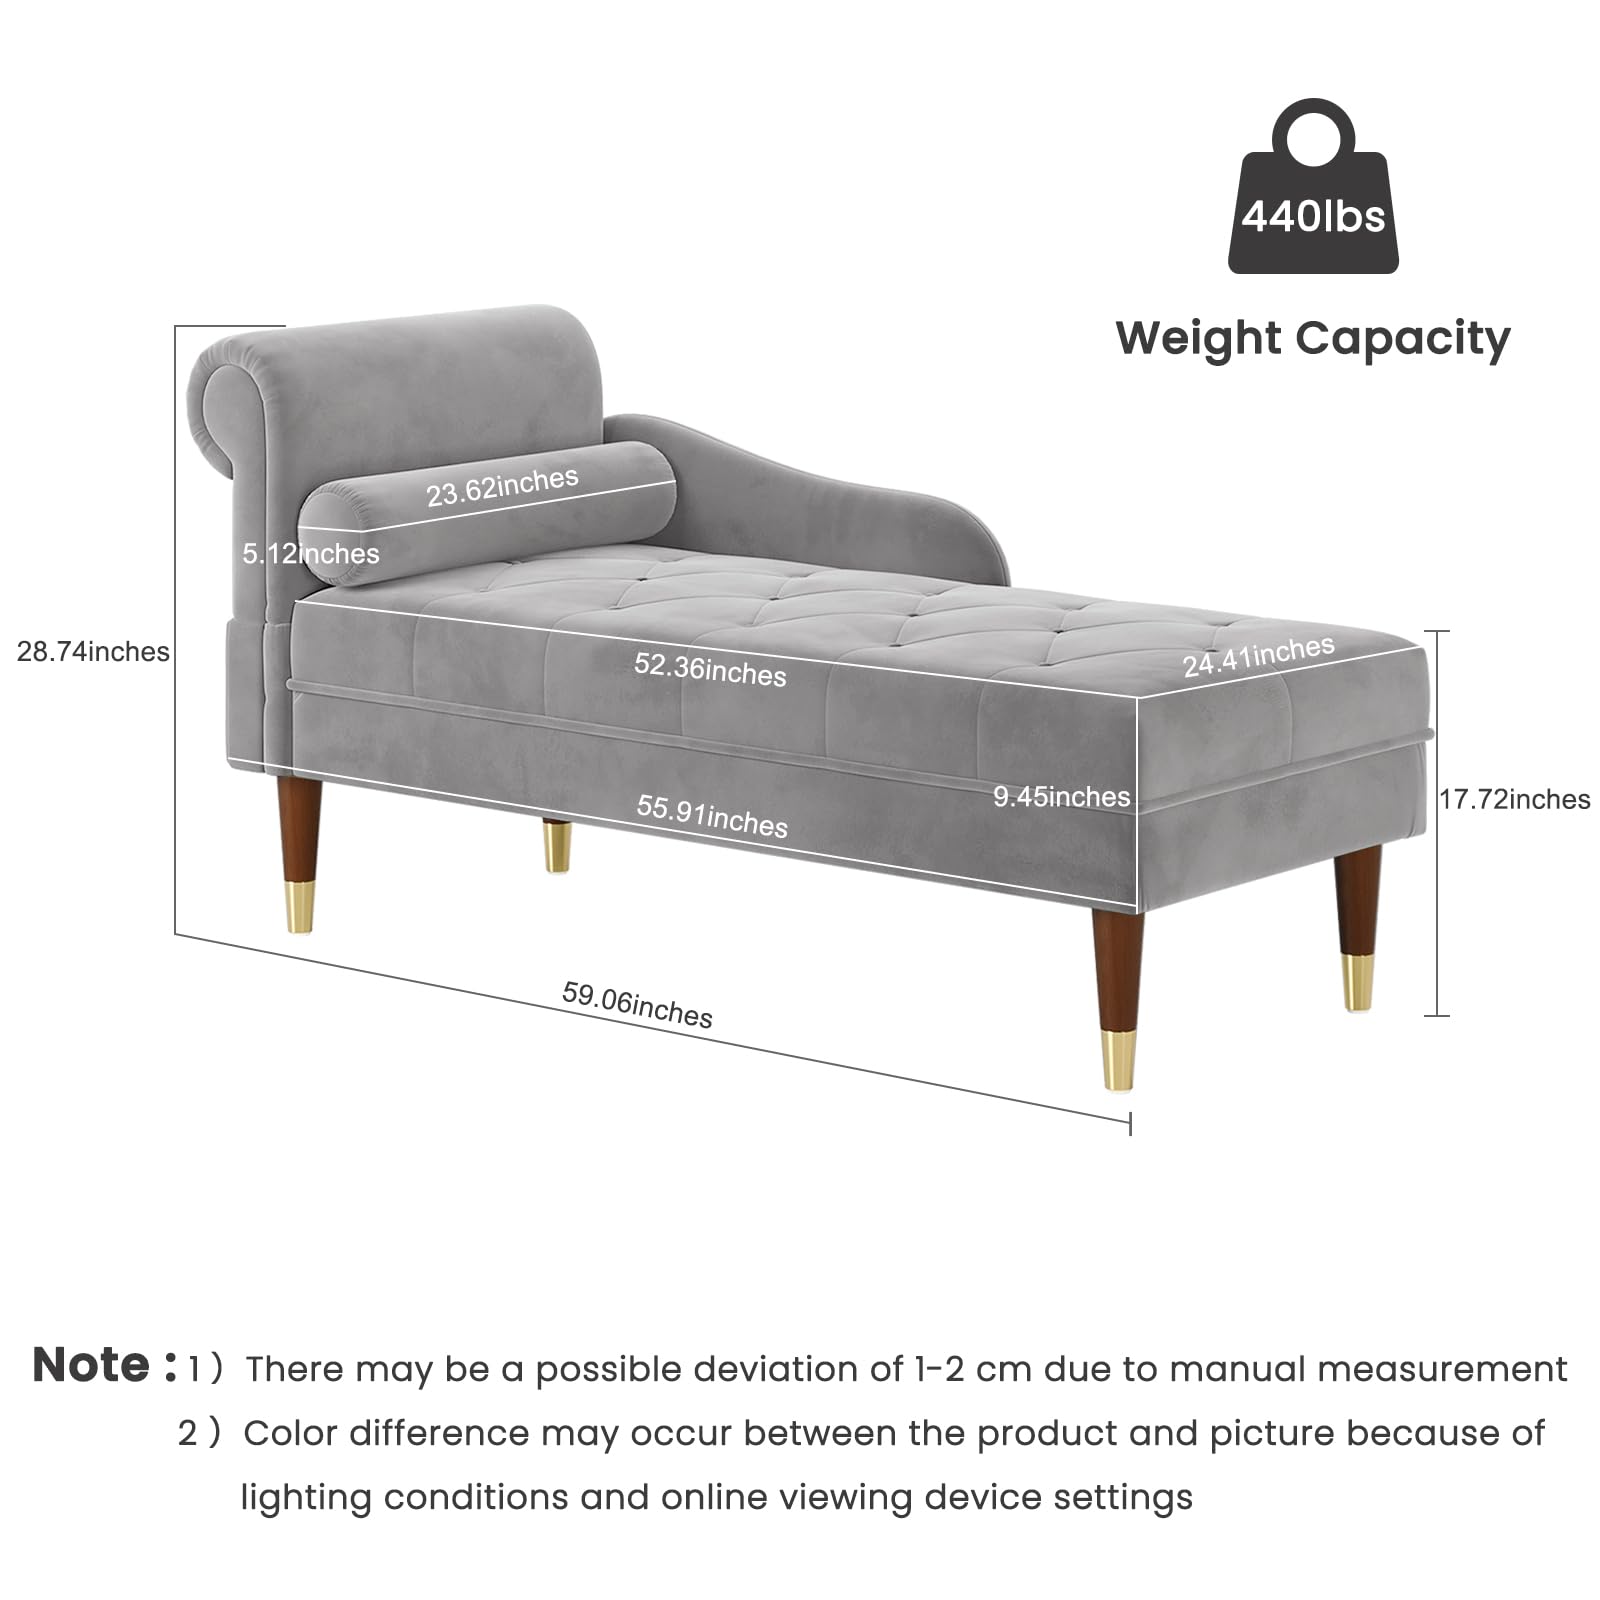 440lbs
Weight Capacity
23.62inches
5.12inches
28.74inches
52.36inches
24.41inches
9.45inches
17.72inches
55.91inches
59.06inches
Note : 1 ) There may be a possible deviation of 1-2 cm due to manual measurement
2 ) Color difference may occur between the product and picture because of
lighting conditions and online viewing device settings